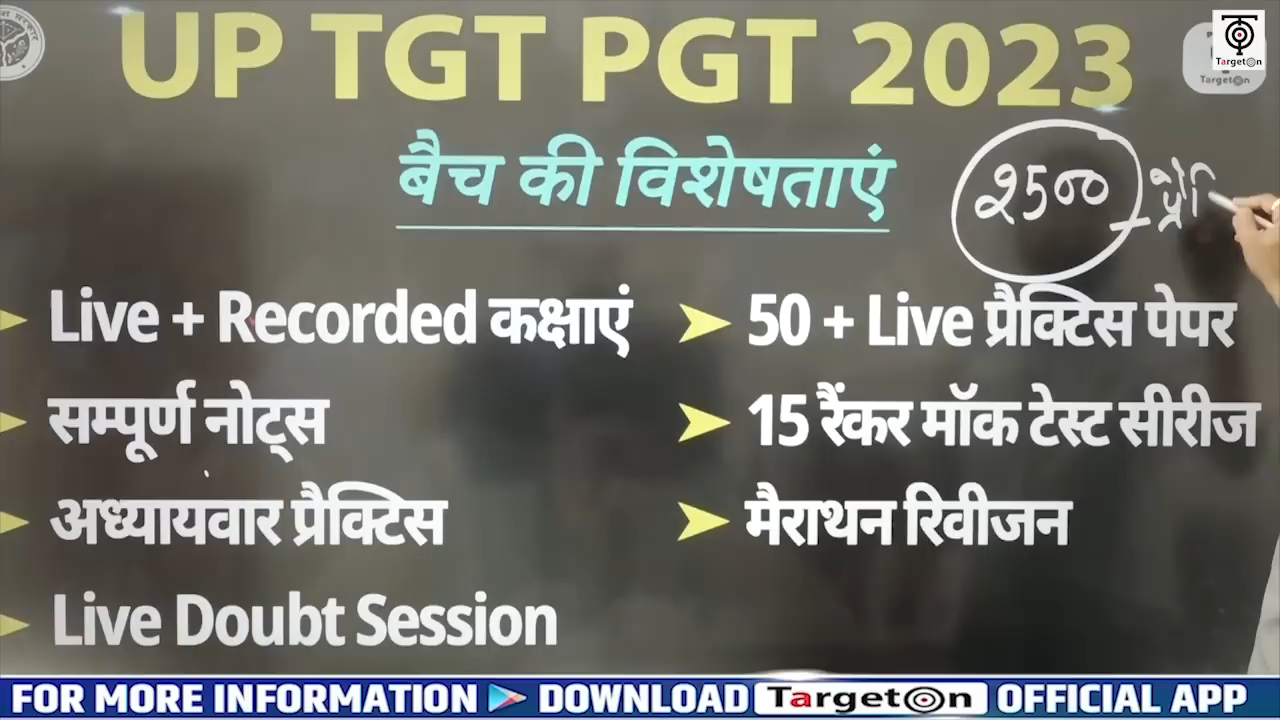 UP TGT PGT 2023
TargetOn
TargetOn
बैच की विशेषताएं
2500
Live + Recorded कक्षाएं
सम्पूर्ण नोट्स
अध्यायवार प्रैक्टिस
Live Doubt Session
50 + Live प्रैक्टिस पेपर
15 रैंकर मॉक टेस्ट सीरीज
मैराथन रिवीजन
FOR MORE INFORMATION DOWNLOAD TargetOn OFFICIAL APP